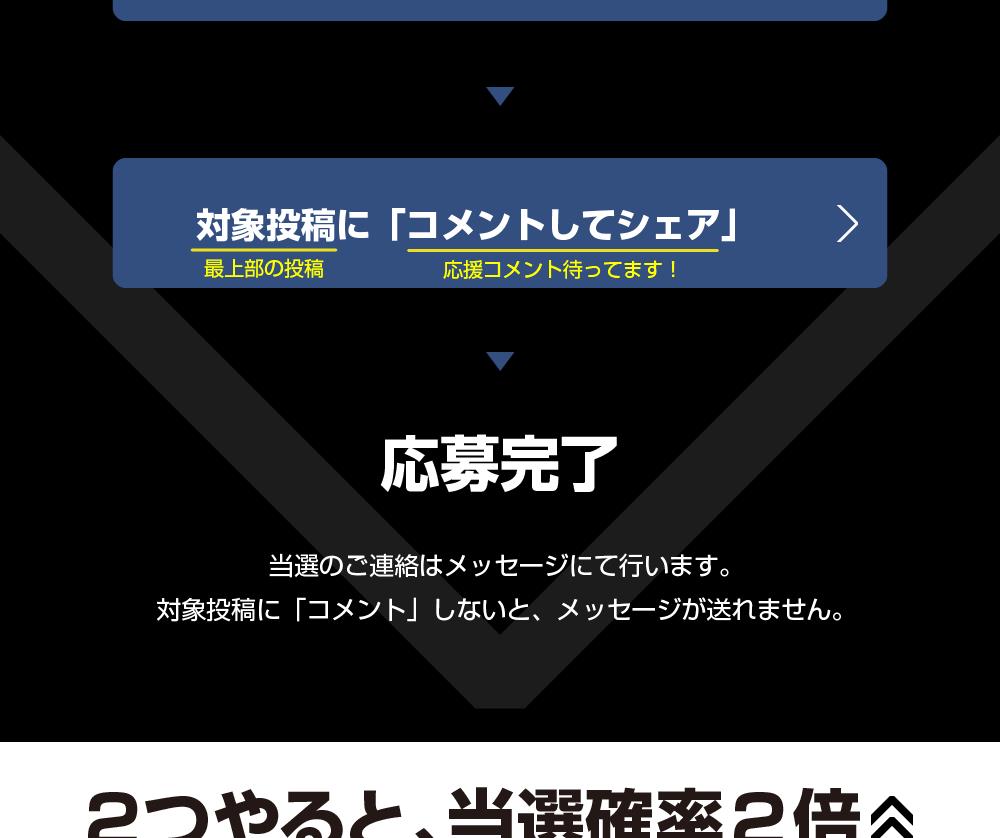 対象投稿に「コメントしてシェア」
最上部の投稿
応援コメント待ってます！
応募完了
当選のご連絡はメッセージにて行います。
対象投稿に「コメント」しないと、メッセージが送れません。
２つやると、当選確率２倍